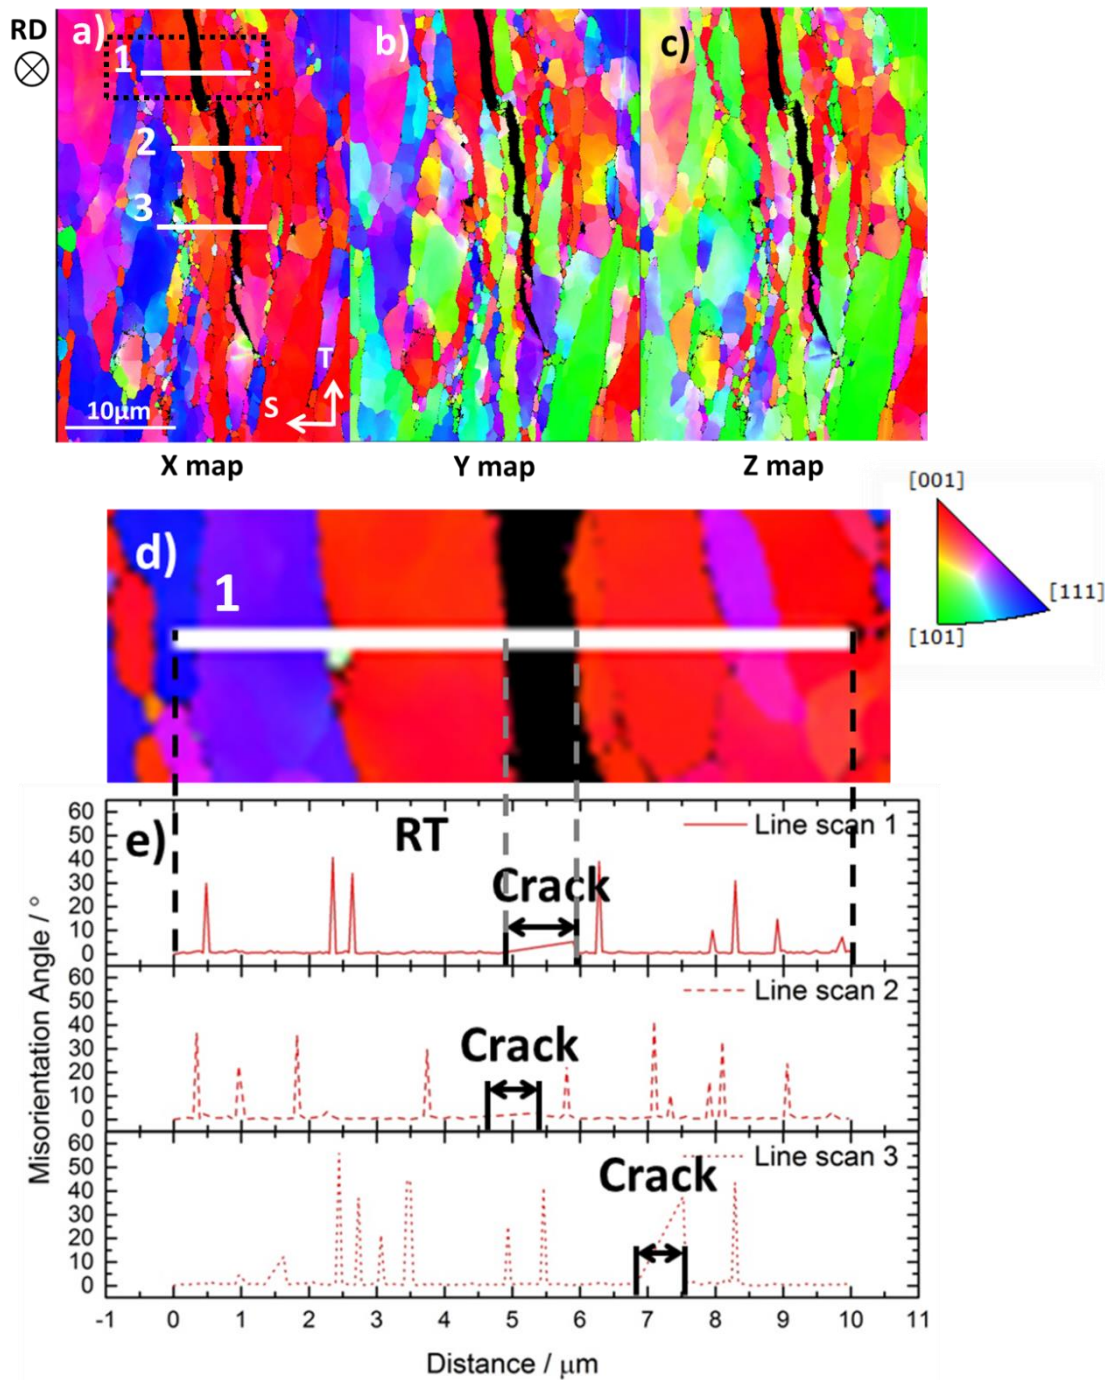 RD
a) b) c)
1
2
3
T
S
10μm
X map Y map Z map
[001]
[111]
[101]
d)
1
e)
RT
Line scan 1
Crack
60
50
40
30
20
10
0
Line scan 2
Crack
60
50
40
30
20
10
0
Line scan 3
Crack
60
50
40
30
20
10
0
Misorientation Angle / °
-1 0 1 2 3 4 5 6 7 8 9 10 11
Distance / μm